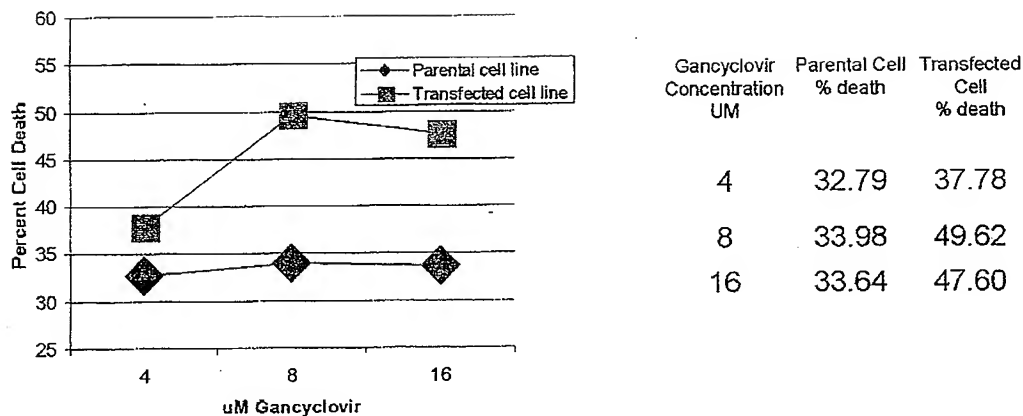 60
55
50
45
40
35
30
25
Percent Cell Death
Parental cell line
Transfected cell line
4 8 16
uM Gancyclovir
Gancyclovir Parental Cell Transfected
Concentration % death Cell
UM % death
4 32.79 37.78
8 33.98 49.62
16 33.64 47.60